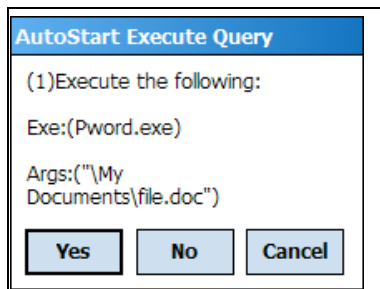 AutoStart Execute Query
(1)Execute the following:
Exe:(Pword.exe)
Args:("\My
Documents\file.doc")
Yes No Cancel